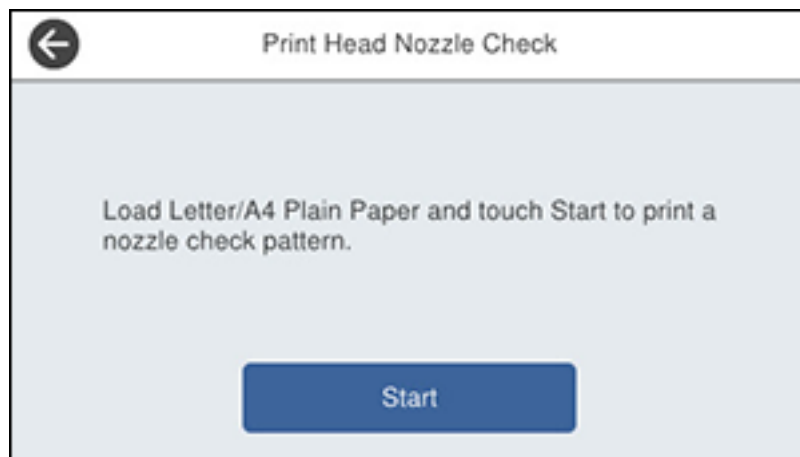 Print Head Nozzle Check
Load Letter/A4 Plain Paper and touch Start to print a
nozzle check pattern.
Start